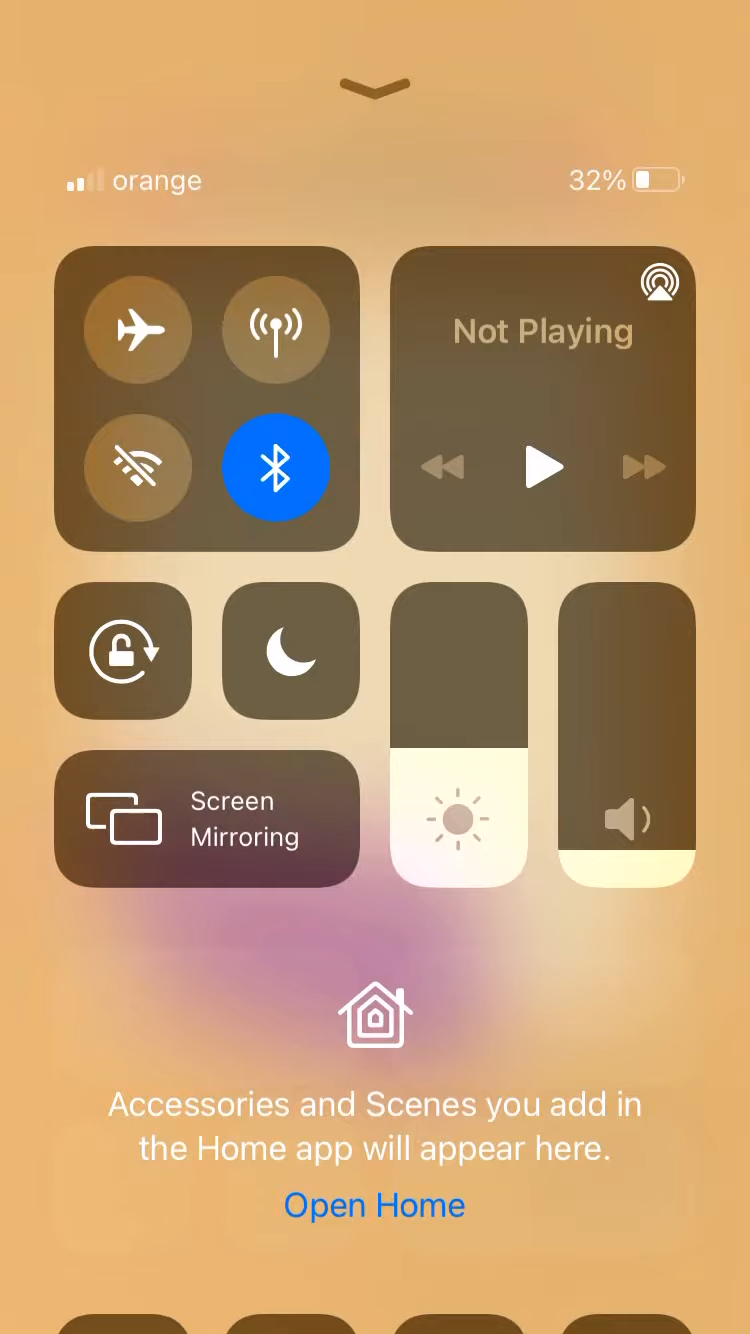 orange
32%
Not Playing
Screen
Mirroring
Accessories and Scenes you add in
the Home app will appear here.
Open Home